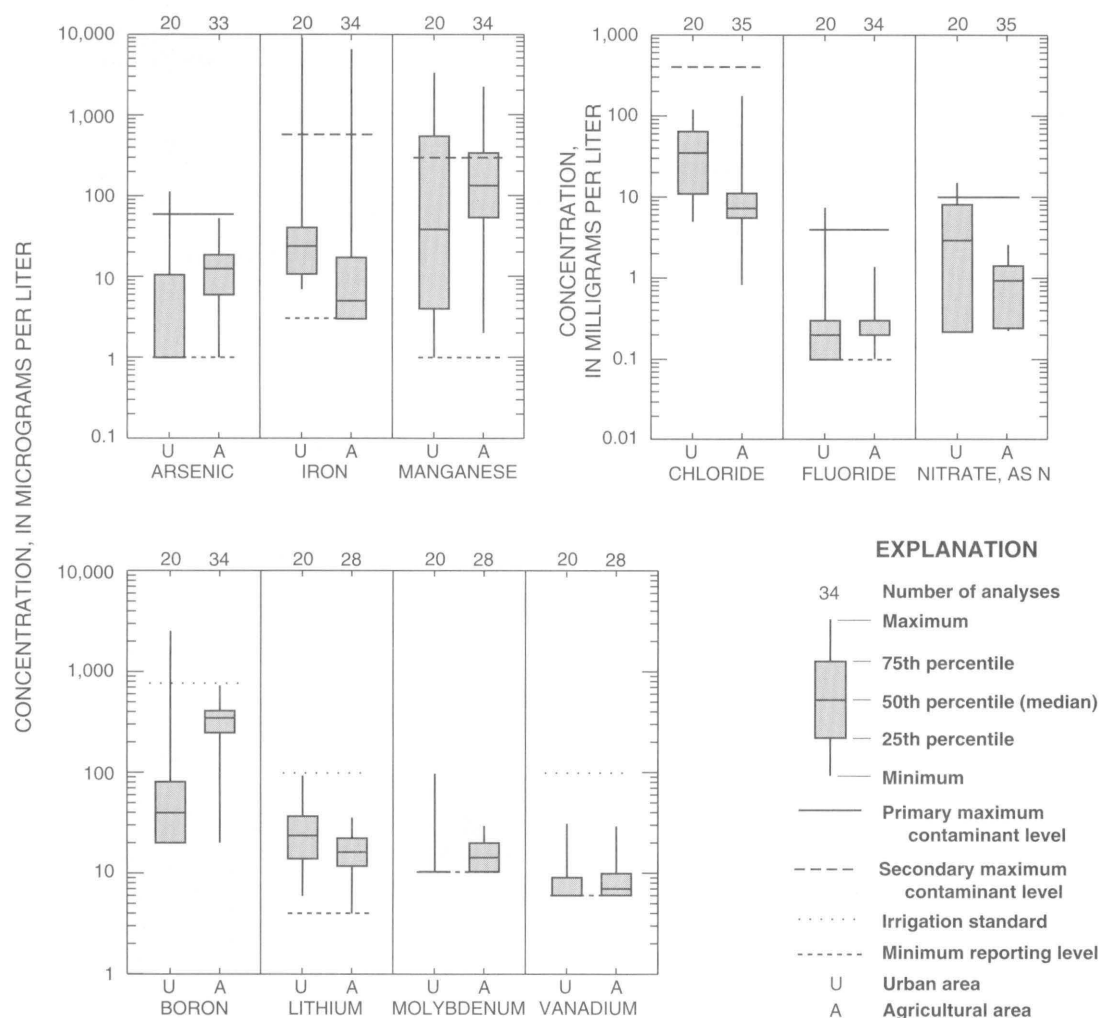 20 33 20 34 20 34
10,000
1,000
100
10
1
0.1
U A U A U A
ARSENIC IRON MANGANESE
CONCENTRATION, IN MICROGRAMS PER LITER
20 35 20 34 20 35
1,000
100
10
1
0.1
0.01
CONCENTRATION,
IN MILLIGRAMS PER LITER
U A U A U A
CHLORIDE FLUORIDE NITRATE, AS N
20 34 20 28 20 28 20 28
10,000
1,000
100
10
1
U A U A U A U A
BORON LITHIUM MOLYBDENUM VANADIUM
EXPLANATION
34 Number of analyses
Maximum
75th percentile
50th percentile (median)
25th percentile
Minimum
Primary maximum
contaminant level
Secondary maximum
contaminant level
Irrigation standard
Minimum reporting level
U Urban area
A Agricultural area